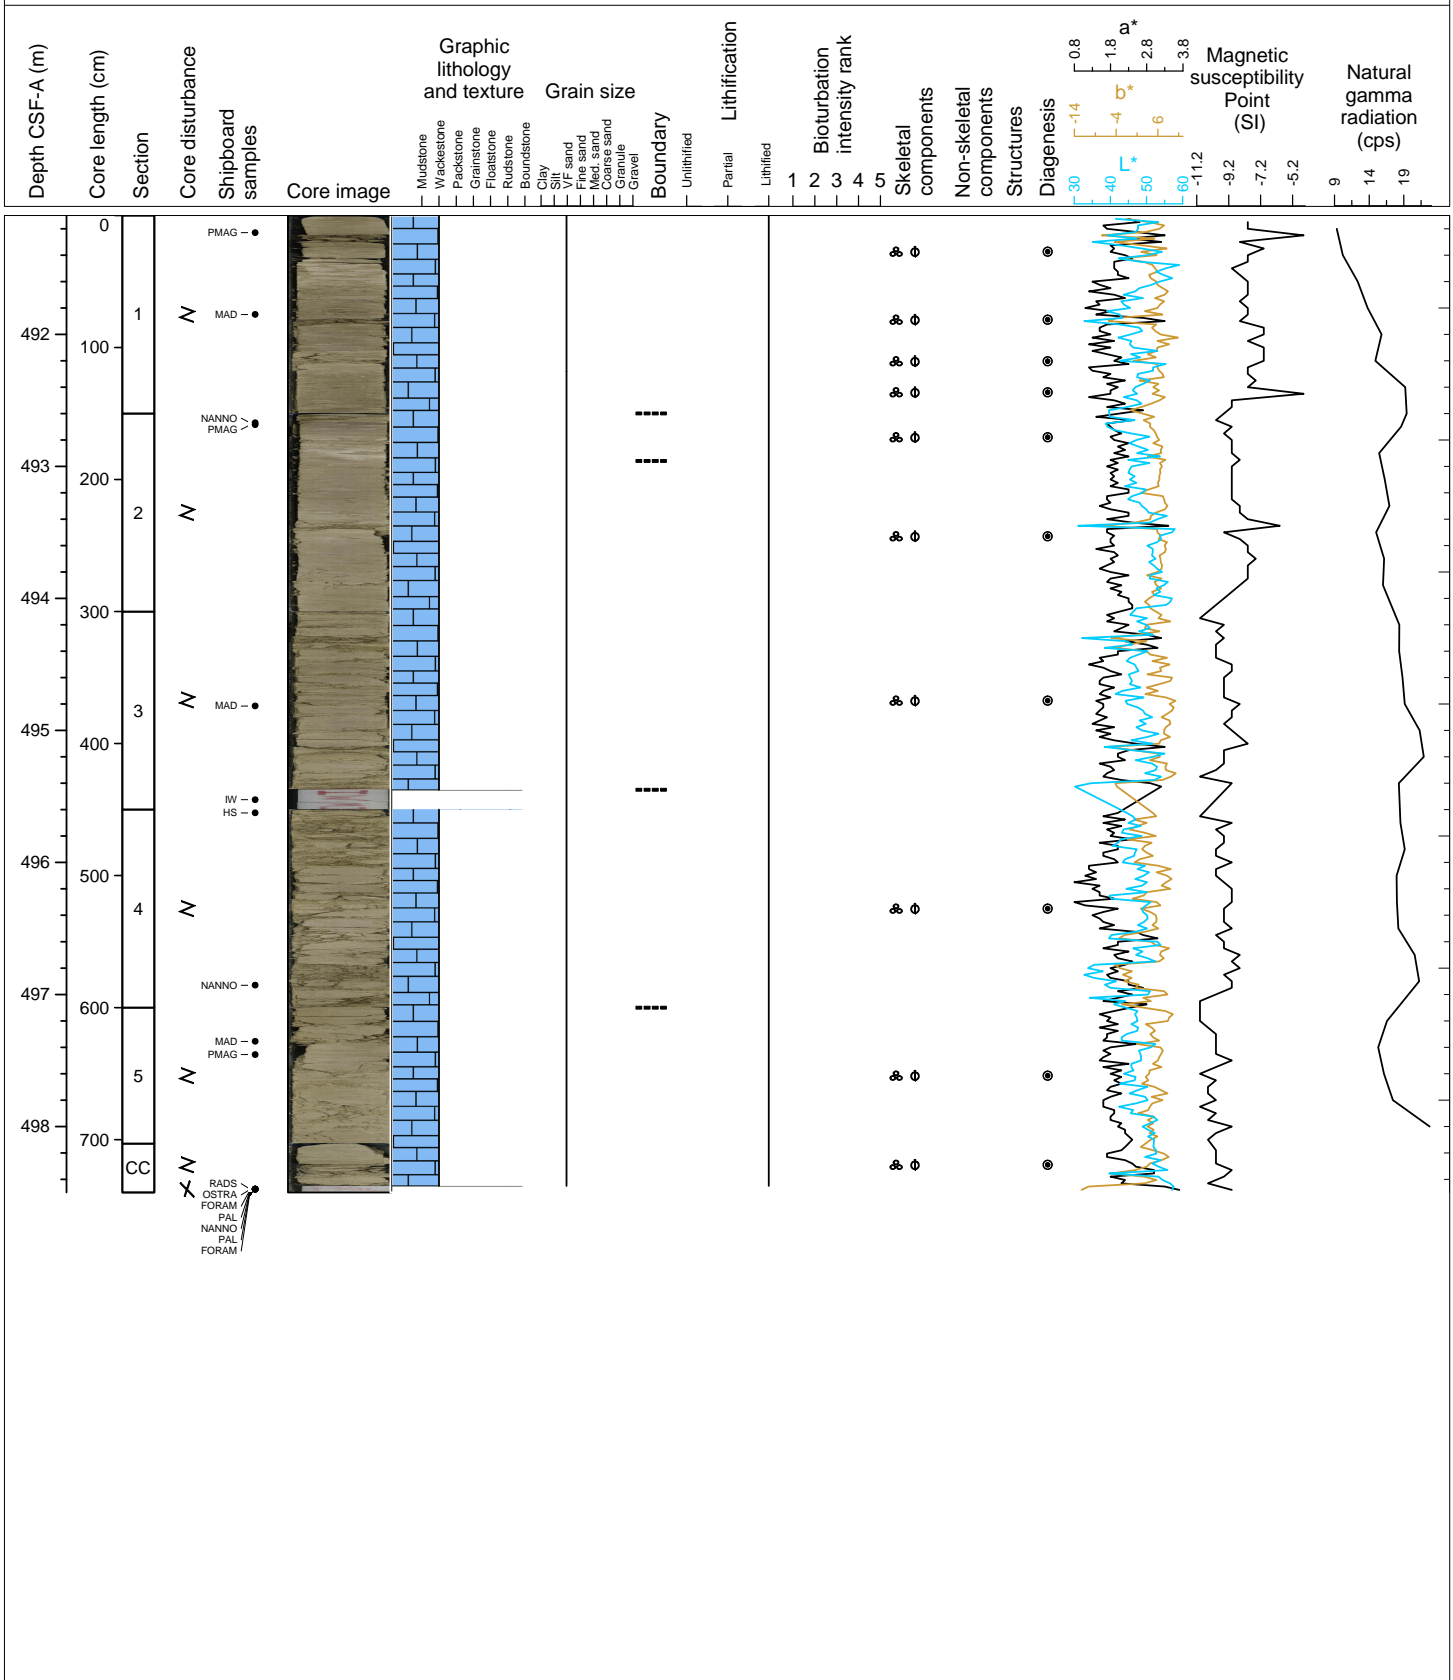 Depth CSF-A (m)
Core length (cm)
Section
Core disturbance
Shipboard
samples
Core image
Graphic
lithology
and texture
Mudstone
Wackestone
Packstone
Grainstone
Floatstone
Rudstone
Boundstone
Grain size
Clay
Silt
VF sand
Fine sand
Med. sand
Coarse sand
Granule
Gravel
Boundary
Lithification
Unlithified
Partial
Lithified
Bioturbation
intensity rank
1 2 3 4 5
Skeletal
components
Non-skeletal
components
Structures
Diagenesis
a*
0.8 1.8 2.8 3.8
b*
-14 -4 6
L*
30 40 50 60
Magnetic
susceptibility
Point
(SI)
-11.2 -9.2 -7.2 -5.2
Natural
gamma
radiation
(cps)
9 14 19
0
PMAG
1
MAD
492
100
NANNO
PMAG
493
200
2
494
300
3
MAD
495
400
IW
HS
496
500
4
NANNO
497
600
MAD
PMAG
5
498
700
CC
RADS
OSTRA
FORAM
PAL
NANNO
PAL
FORAM